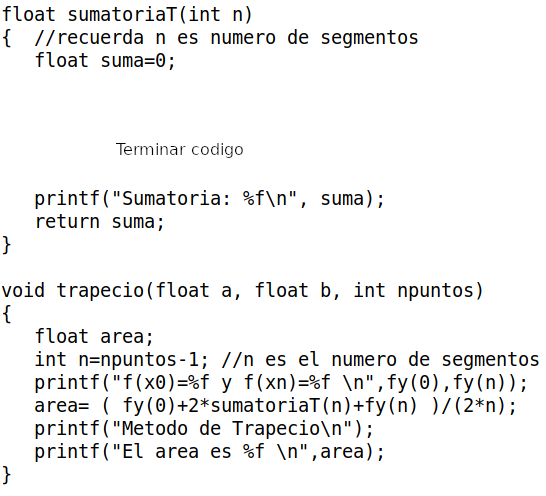 float sumatoriaT(int n)
{  //recuerda n es numero de segmentos
   float suma=0;
Terminar codigo
   printf("Sumatoria: %f\n", suma);
   return suma;
}
void trapecio(float a, float b, int npuntos)
{
   float area;
   int n=npuntos-1; //n es el numero de segmentos
   printf("f(x0)=%f y f(xn)=%f \n",fy(0),fy(n));
   area= ( fy(0)+2*sumatoriaT(n)+fy(n) )/(2*n);
   printf("Metodo de Trapecio\n");
   printf("El area es %f \n",area);
}